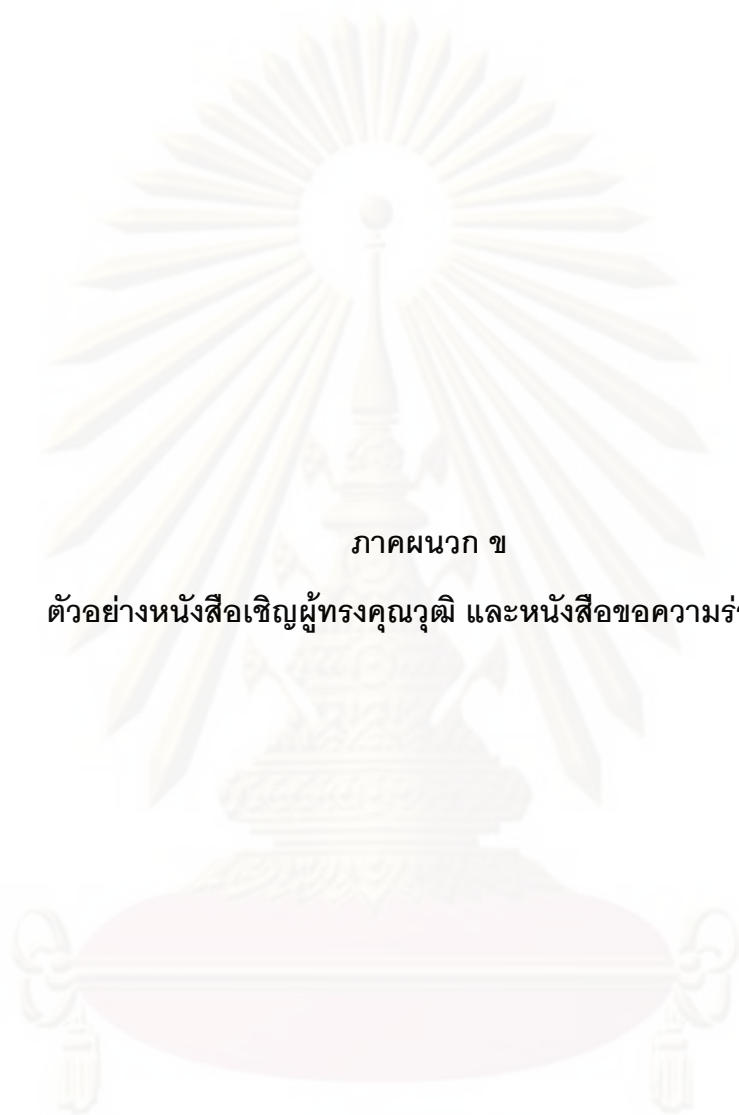 ภาคผนวก ข
ตัวอย่างหนังสือเชิญผู้ทรงคุณวุฒิ และหนังสือขอความ